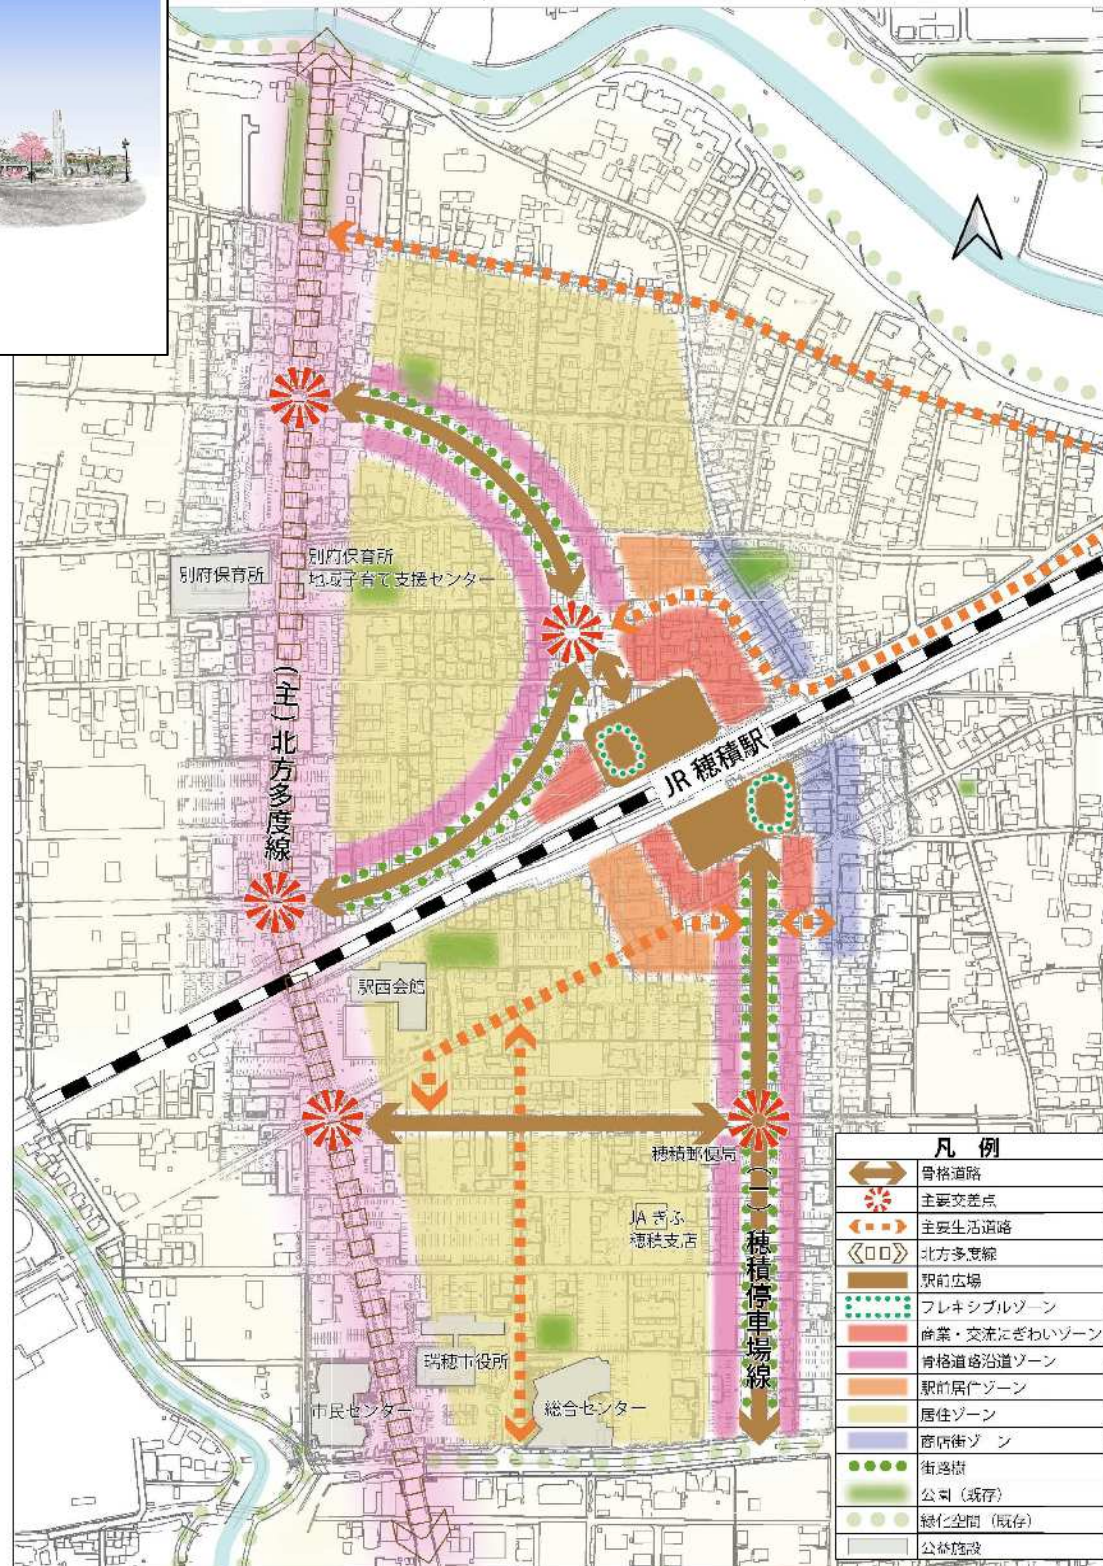 別府保育所
別府保育所
地域子育て支援センター
(主)北方多度線
JR 穂積駅
駅西会館
穂積郵便局
JA ぎふ
穂積支店
(一)穂積停車場線
瑞穂市役所
市民センター
総合センター
凡 例
骨格道路
主要交差点
主要生活道路
北方多度線
駅前広場
フレキシブルゾーン
商業・交流にぎわいゾーン
骨格道路沿道ゾーン
駅前居住ゾーン
居住ゾーン
商店街ゾーン
街路樹
公園（既存）
緑化空間（既存）
公益施設